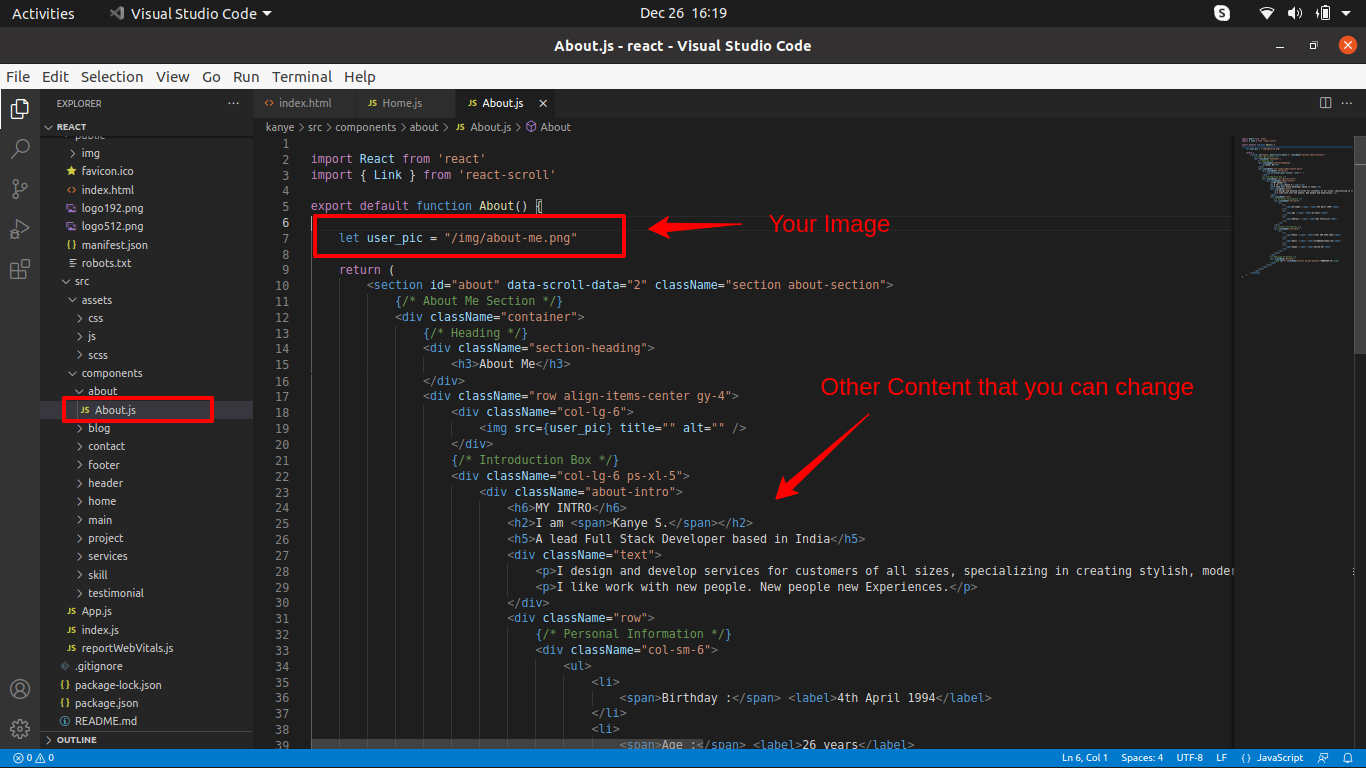 Activities
Visual Studio Code
Dec 26 16:19
About.js - react - Visual Studio Code
File Edit Selection View Go Run Terminal Help
EXPLORER
REACT
public
img
favicon.ico
index.html
logo192.png
logo512.png
manifest.json
robots.txt
src
assets
css
js
scss
components
about
JS About.js
blog
contact
footer
header
home
main
project
services
skill
testimonial
JS App.js
JS index.js
JS reportWebVitals.js
.gitignore
{} package-lock.json
{} package.json
README.md
OUTLINE
<> index.html
JS Home.js
JS About.js
kanye > src > components > about > JS About.js > About
1
2 import React from 'react'
3 import { Link } from 'react-scroll'
4
5 export default function About() {
6
7 let user_pic = "/img/about-me.png"
8
9 return (
10 <section id="about" data-scroll-data="2" className="section about-section">
11 {/* About Me Section */}
12 <div className="container">
13 {/* Heading */}
14 <div className="section-heading">
15 <h3>About Me</h3>
16 </div>
17 <div className="row align-items-center gy-4">
18 <div className="col-lg-6">
19 <img src={user_pic} title="" alt="" />
20 </div>
21 {/* Introduction Box */}
22 <div className="col-lg-6 ps-xl-5">
23 <div className="about-intro">
24 <h6>MY INTRO</h6>
25 <h2>I am <span>Kanye S.</span></h2>
26 <h5>A lead Full Stack Developer based in India</h5>
27 <div className="text">
28 <p>I design and develop services for customers of all sizes, specializing in creating stylish, moder
29 <p>I like work with new people. New people new Experiences.</p>
30 </div>
31 <div className="row">
32 {/* Personal Information */}
33 <div className="col-sm-6">
34 <ul>
35 <li>
36 <span>Birthday :</span> <label>4th April 1994</label>
37 </li>
38 <li>
39 <span>Age :</span> <label>26 years</label>
Your Image
Other Content that you can change
0 0
Ln 6, Col 1 Spaces: 4 UTF-8 LF {} JavaScript